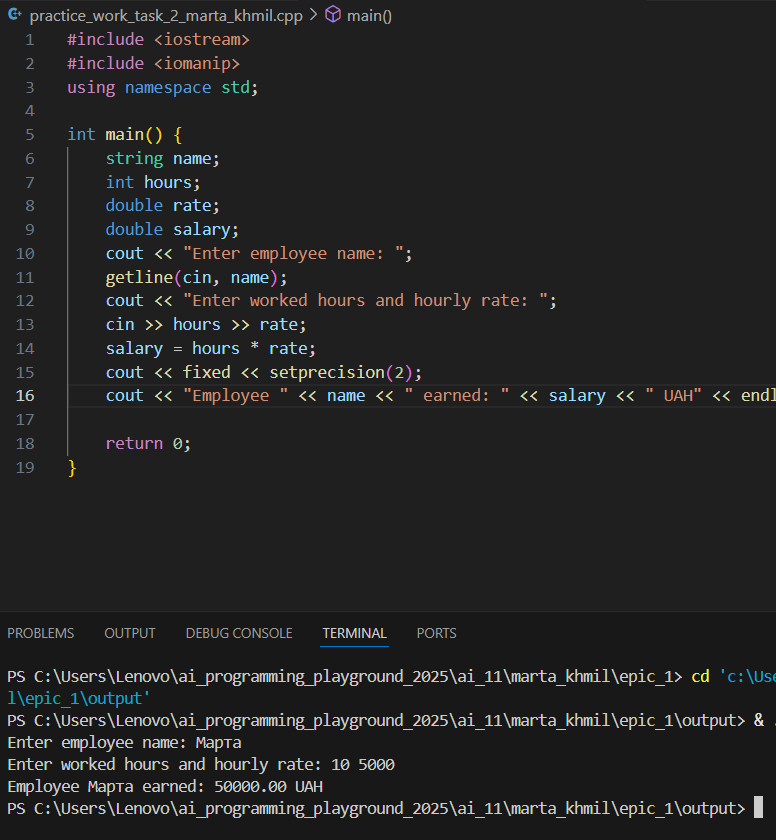 practice_work_task_2_marta_khmil.cpp > main()
1 #include <iostream>
2 #include <iomanip>
3 using namespace std;
4
5 int main() {
6 string name;
7 int hours;
8 double rate;
9 double salary;
10 cout << "Enter employee name: ";
11 getline(cin, name);
12 cout << "Enter worked hours and hourly rate: ";
13 cin >> hours >> rate;
14 salary = hours * rate;
15 cout << fixed << setprecision(2);
16 cout << "Employee " << name << " earned: " << salary << " UAH" << endl
17
18 return 0;
19 }
PROBLEMS OUTPUT DEBUG CONSOLE TERMINAL PORTS
PS C:\Users\Lenovo\ai_programming_playground_2025\ai_11\marta_khmil\epic_1> cd 'c:\Use
l\epic_1\output'
PS C:\Users\Lenovo\ai_programming_playground_2025\ai_11\marta_khmil\epic_1\output> & .
Enter employee name: Марта
Enter worked hours and hourly rate: 10 5000
Employee Марта earned: 50000.00 UAH
PS C:\Users\Lenovo\ai_programming_playground_2025\ai_11\marta_khmil\epic_1\output>